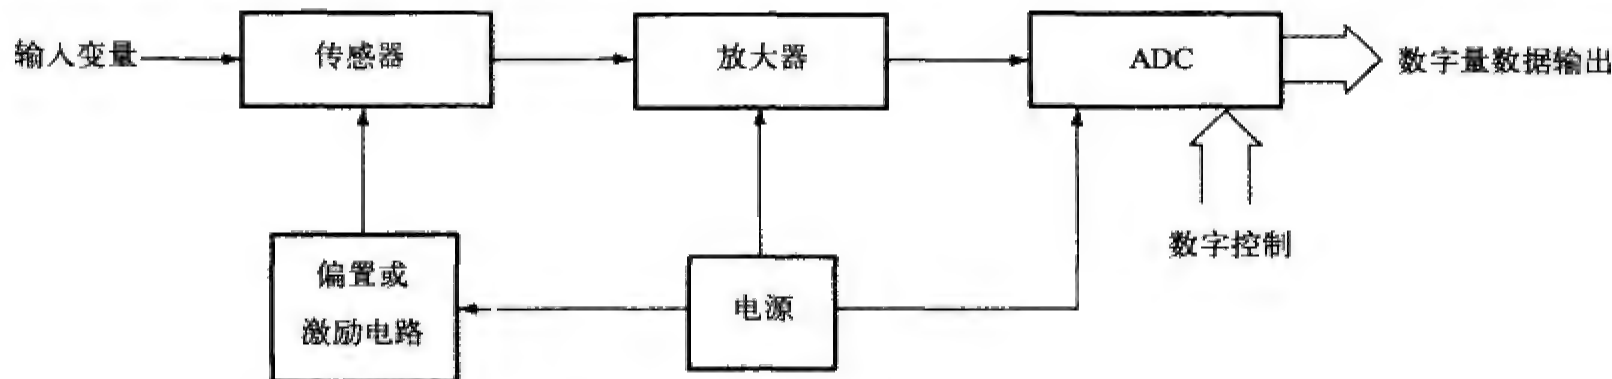 输入变量
传感器
放大器
ADC
数字量数据输出
数字控制
偏置或
激励电路
电源